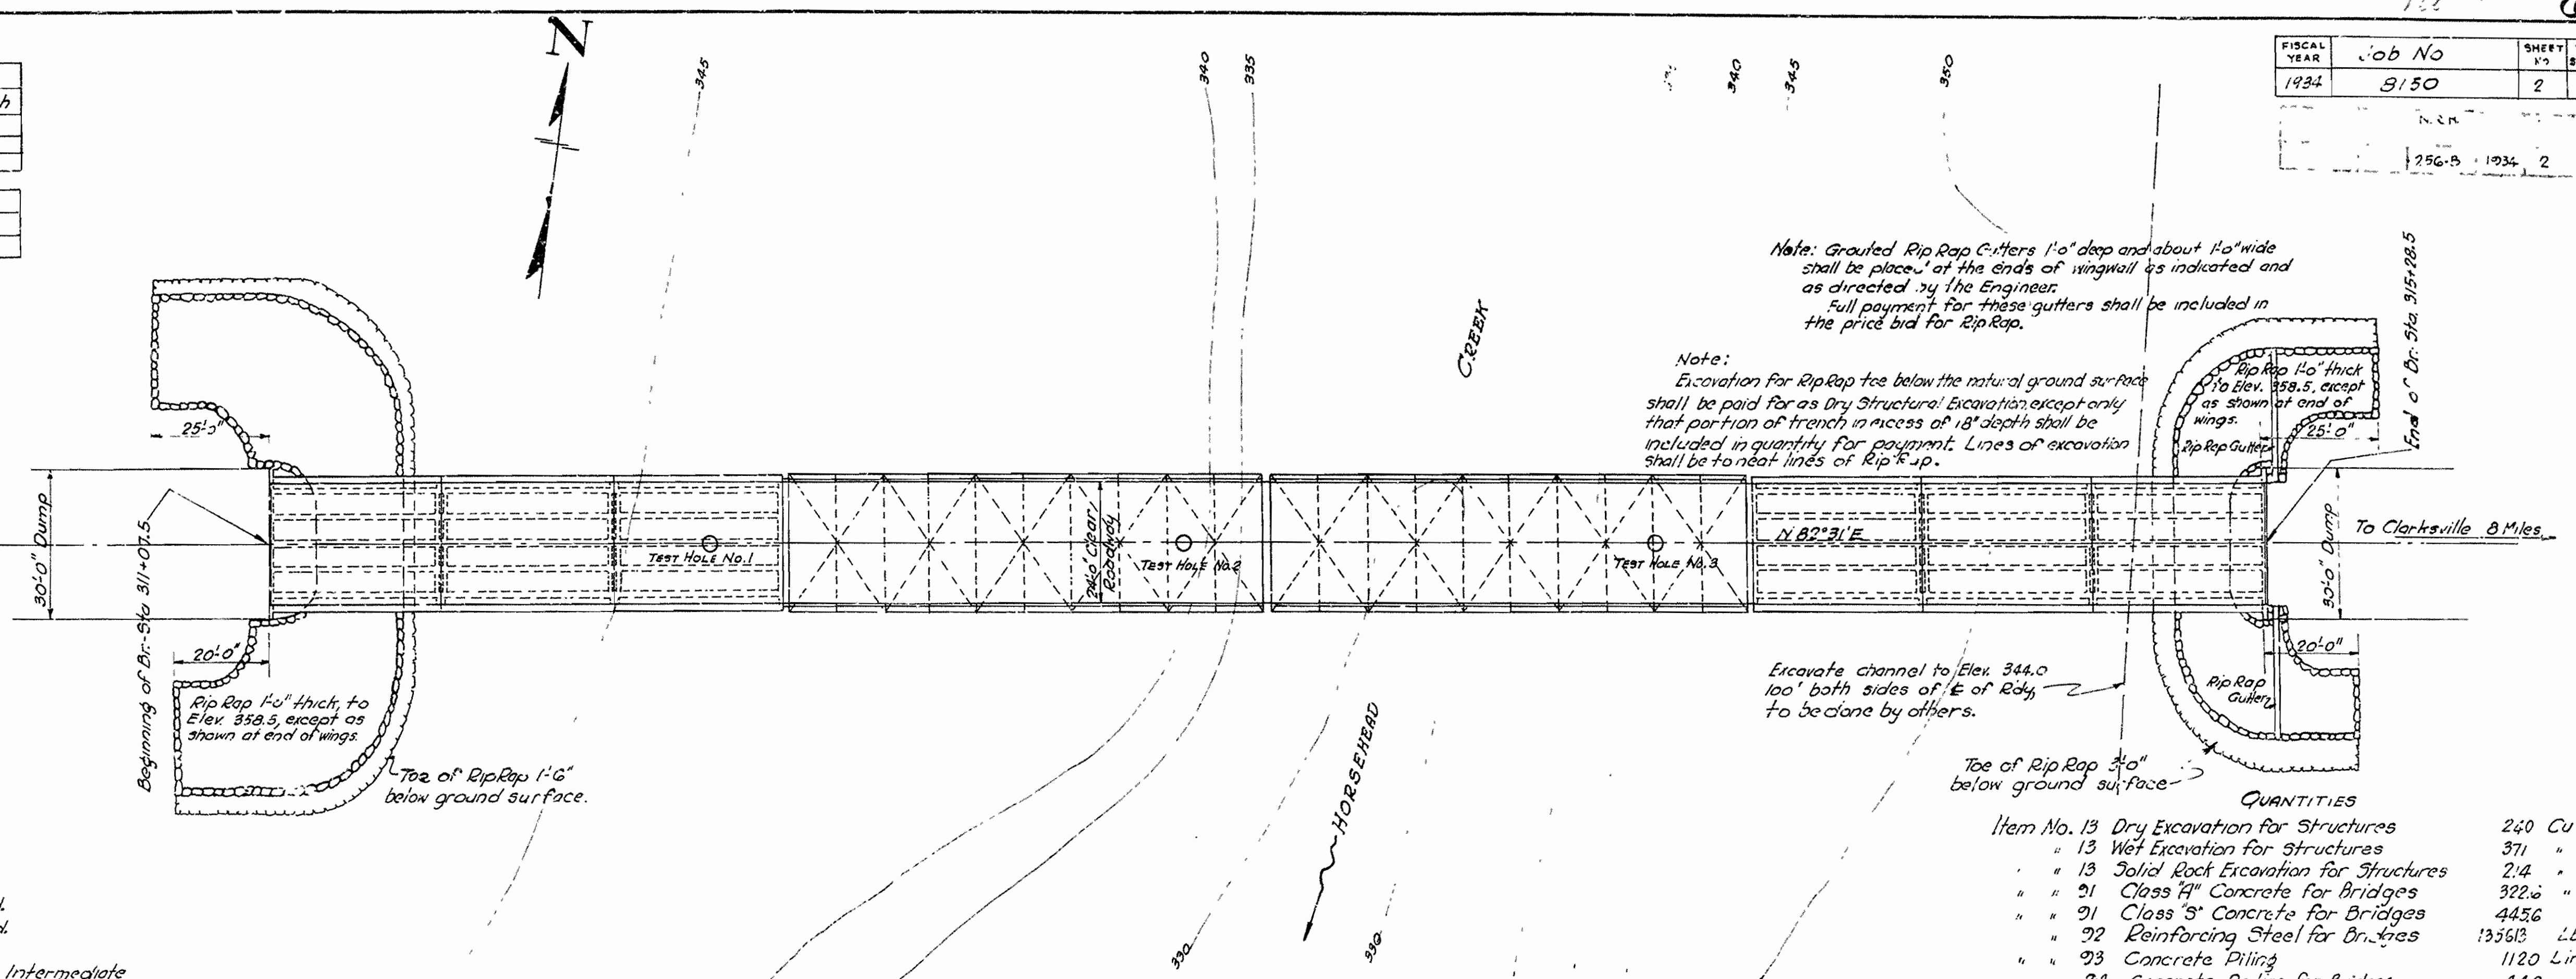 N
345
340
335
340
345
350
FISCAL YEAR Job No SHEET NO
1934 8150 2
N.R.H.
256-B 1934 2
h
Note: Grouted Rip Rap Gutters 1'-0" deep and about 1'-0" wide
shall be placed at the ends of wingwall as indicated and
as directed by the Engineer.
Full payment for these gutters shall be included in
the price bid for Rip Rap.
CREEK
Note:
Excavation for Rip Rap toe below the natural ground surface
shall be paid for as Dry Structural Excavation, except only
that portion of trench in excess of 18" depth shall be
included in quantity for payment. Lines of excavation
shall be to neat lines of Rip Rap.
End of Br. Sta. 315+28.5
Rip Rap 1'-0" thick
to Elev. 358.5, except
as shown at end of
wings.
Rip Rap Gutter
25'-0"
25'-0"
30'-0" Dump
Beginning of Br.-Sta 311+07.5
TEST HOLE No. 1
24'-0" Clear
Roadway
TEST HOLE No. 2
TEST HOLE No. 3
N 82°31' E
30'-0" Dump
To Clarksville 8 Miles
20'-0"
20'-0"
Rip Rap 1'-0" thick, to
Elev. 358.5, except as
shown at end of wings.
Toe of Rip Rap 1'-6"
below ground surface.
HORSEHEAD
Excavate channel to Elev. 344.0
100' both sides of ℄ of Rdy,
to be done by others.
Rip Rap
Gutter
Toe of Rip Rap 3'-0"
below ground surface
330
330
QUANTITIES
Item No. 13 Dry Excavation for Structures 240 Cu
" 13 Wet Excavation for Structures 371 "
" " 13 Solid Rock Excavation for Structures 214 "
" " 91 Class "A" Concrete for Bridges 322.6 "
" " 91 Class "S" Concrete for Bridges 445.6
" 92 Reinforcing Steel for Bridges 135613
" " 93 Concrete Piling 1120 Lin
Intermediate